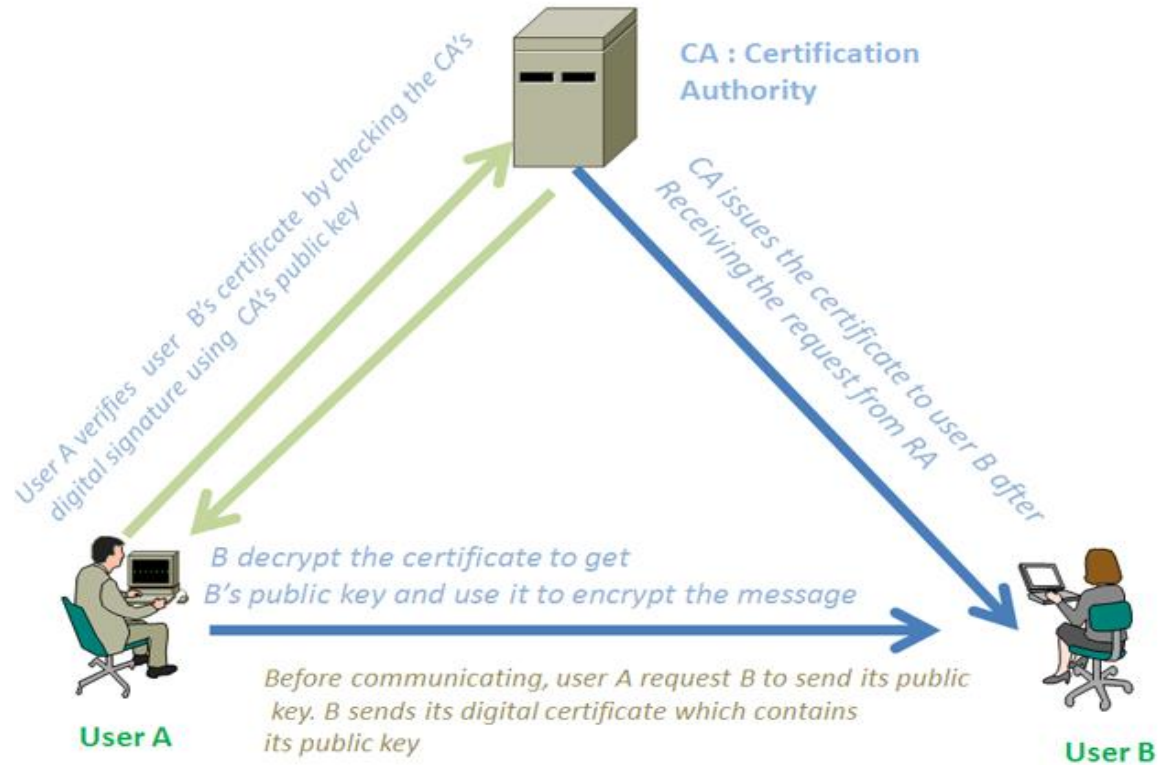 CA : Certification
Authority
User A verifies user B's certificate by checking the CA's
digital signature using CA's public key
CA issues the certificate to user B after
Receiving the request from RA
B decrypt the certificate to get
B's public key and use it to encrypt the message
Before communicating, user A request B to send its public
key. B sends its digital certificate which contains
its public key
User A
User B